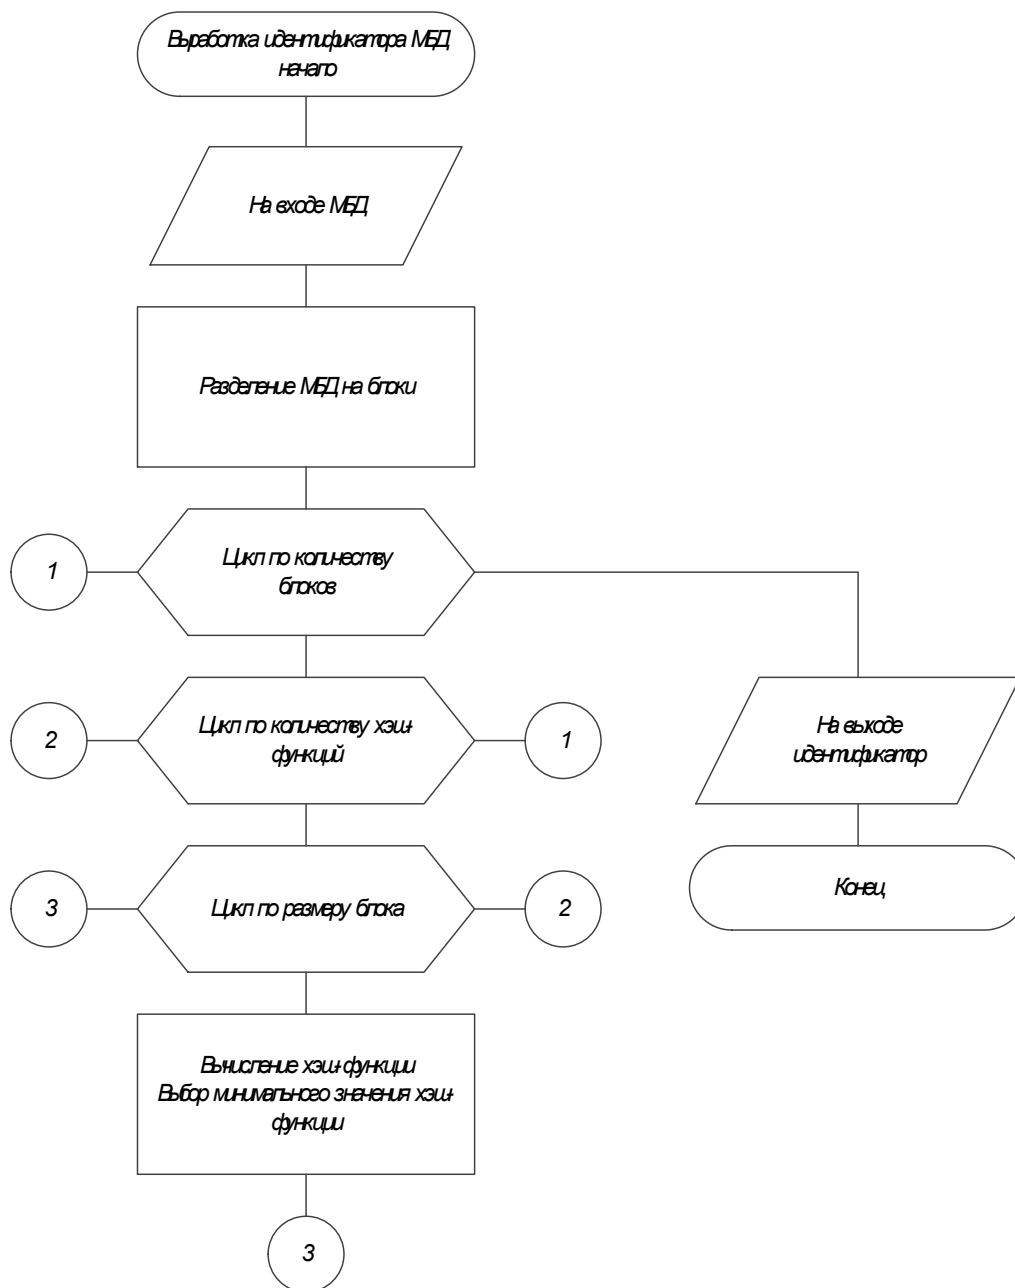 Выработка идентификатора МБД
начало
На входе МБД
Разделение МБД на блоки
1
Цикл по количеству
блоков
2
Цикл по количеству хэш-
функций
1
На выходе
идентификатор
3
Цикл по размеру блока
2
Конец
Вычисление хэш-функции
Выбор минимального значения хэш-
функции
3